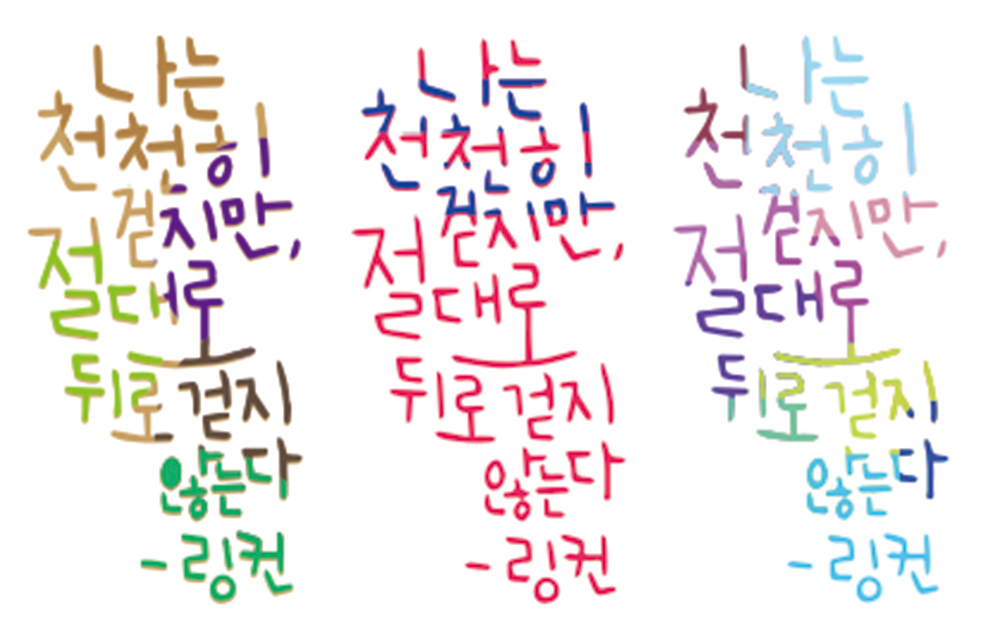 나는
천천히
걷지만,
절대로
뒤로 걷지
않는다
-링컨
나는
천천히
걷지만,
절대로
뒤로 걷지
않는다
-링컨
나는
천천히
걷지만,
절대로
뒤로 걷지
않는다
-링컨